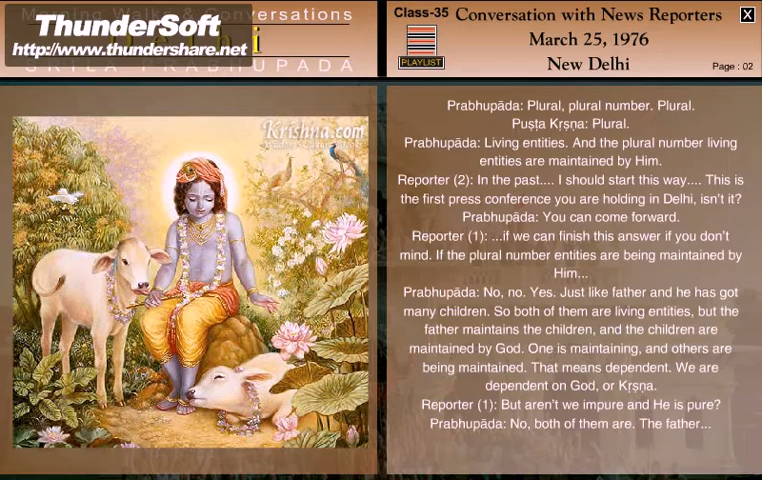 Morning Walks & Conversations
ThunderSoft
http://www.thundershare.net
SRILA PRABHUPADA
Class-35
Conversation with News Reporters
March 25, 1976
New Delhi
PLAYLIST
Page : 02
X
Krishna.com
Prabhupāda: Plural, plural number. Plural.
Puṣṭa Kṛṣṇa: Plural.
Prabhupāda: Living entities. And the plural number living
entities are maintained by Him.
Reporter (2): In the past.... I should start this way.... This is
the first press conference you are holding in Delhi, isn't it?
Prabhupāda: You can come forward.
Reporter (1): ...if we can finish this answer if you don't
mind. If the plural number entities are being maintained by
Him...
Prabhupāda: No, no. Yes. Just like father and he has got
many children. So both of them are living entities, but the
father maintains the children, and the children are
maintained by God. One is maintaining, and others are
being maintained. That means dependent. We are
dependent on God, or Kṛṣṇa.
Reporter (1): But aren't we impure and He is pure?
Prabhupāda: No, both of them are. The father...